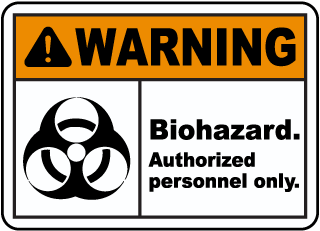 WARNING
Biohazard.
Authorized
personnel only.